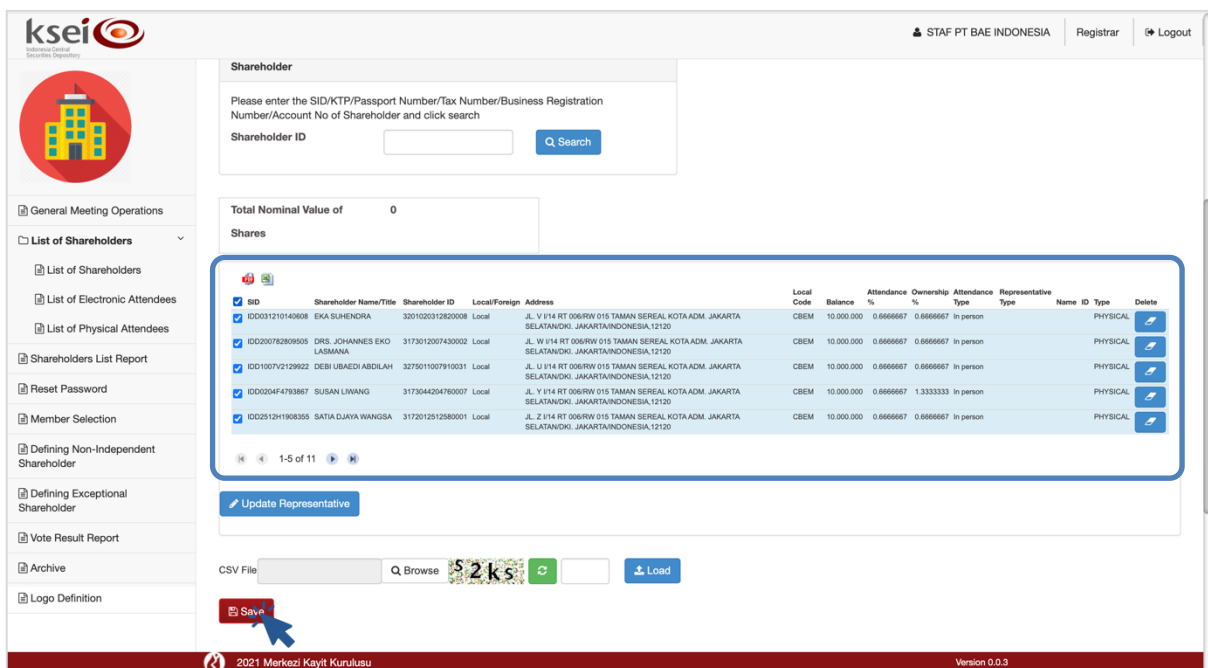 ksei
Indonesia Central
Securities Depository
STAF PT BAE INDONESIA Registrar Logout
General Meeting Operations
List of Shareholders
List of Shareholders
List of Electronic Attendees
List of Physical Attendees
Shareholders List Report
Reset Password
Member Selection
Defining Non-Independent
Shareholder
Defining Exceptional
Shareholder
Vote Result Report
Archive
Logo Definition
Shareholder
Please enter the SID/KTP/Passport Number/Tax Number/Business Registration
Number/Account No of Shareholder and click search
Shareholder ID Search
Total Nominal Value of 0
Shares
Local Attendance Ownership Attendance Representative
SID Shareholder Name/Title Shareholder ID Local/Foreign Address Code Balance % % Type Type Name ID Type Delete
IDD031210140608 EKA SUHENDRA 3201020312820008 Local JL. V I/14 RT 006/RW 015 TAMAN SEREAL KOTA ADM. JAKARTA CBEM 10.000.000 0.6666667 0.6666667 In person PHYSICAL
SELATAN/DKI. JAKARTA/INDONESIA,12120
IDD200782809505 DRS. JOHANNES EKO 3173012007430002 Local JL. W I/14 RT 006/RW 015 TAMAN SEREAL KOTA ADM. JAKARTA CBEM 10.000.000 0.6666667 0.6666667 In person PHYSICAL
LASMANA SELATAN/DKI. JAKARTA/INDONESIA,12120
IDD1007V2129922 DEBI UBAEDI ABDILAH 3275011007910031 Local JL. U I/14 RT 006/RW 015 TAMAN SEREAL KOTA ADM. JAKARTA CBEM 10.000.000 0.6666667 0.6666667 In person PHYSICAL
SELATAN/DKI. JAKARTA/INDONESIA,12120
IDD0204F4793867 SUSAN LIWANG 3173044204760007 Local JL. Y I/14 RT 006/RW 015 TAMAN SEREAL KOTA ADM. JAKARTA CBEM 10.000.000 0.6666667 1.3333333 In person PHYSICAL
SELATAN/DKI. JAKARTA/INDONESIA,12120
IDD2512H1908355 SATIA DJAYA WANGSA 3172012512580001 Local JL. Z I/14 RT 006/RW 015 TAMAN SEREAL KOTA ADM. JAKARTA CBEM 10.000.000 0.6666667 0.6666667 In person PHYSICAL
SELATAN/DKI. JAKARTA/INDONESIA,12120
1-5 of 11
Update Representative
CSV File Browse s2ks Load
Save
2021 Merkezi Kayit Kurulusu Version 0.0.3